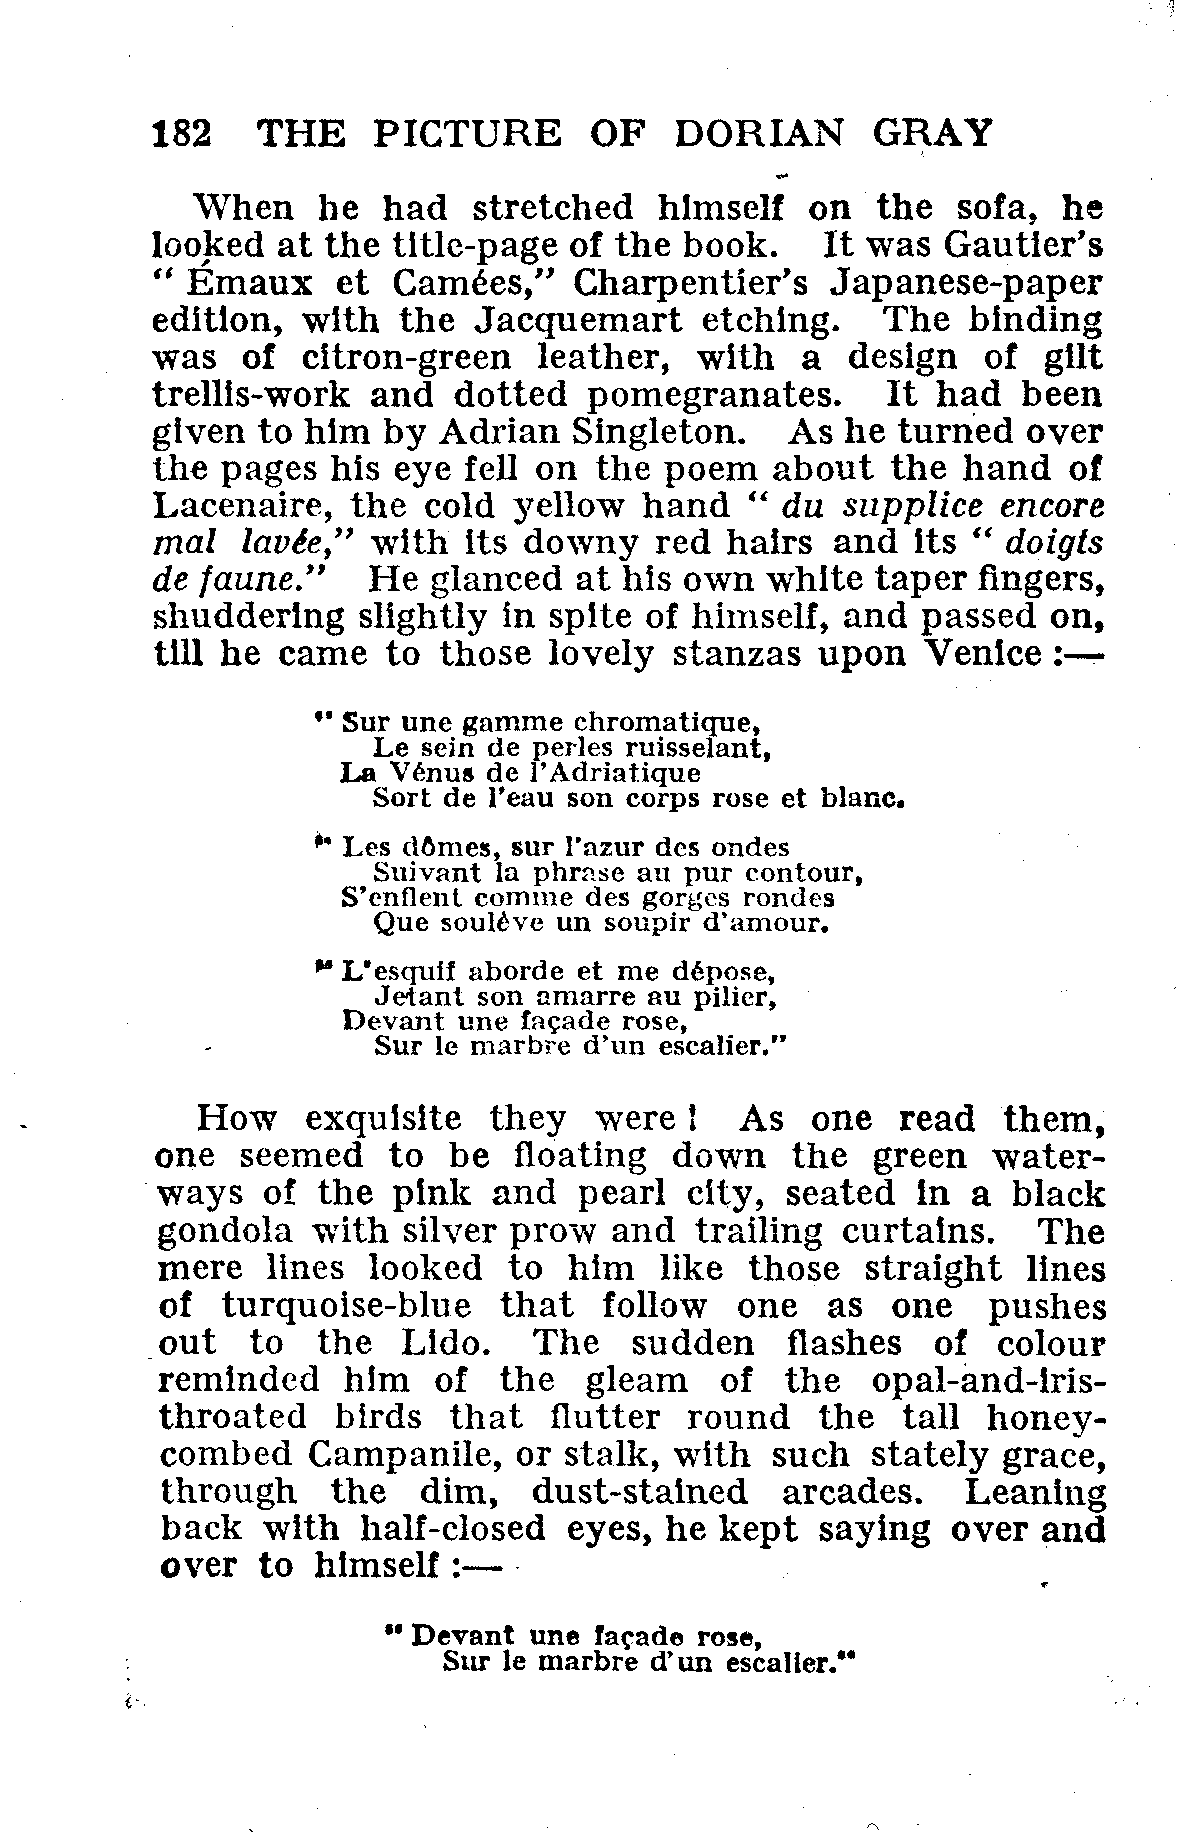 182 THE PICTURE OF DORIAN GRAY
When he had stretched himself on the sofa, he
looked at the title-page of the book. It was Gautier's
“ Émaux et Camées,” Charpentier's Japanese-paper
edition, with the Jacquemart etching. The binding
was of citron-green leather, with a design of gilt
trellis-work and dotted pomegranates. It had been
given to him by Adrian Singleton. As he turned over
the pages his eye fell on the poem about the hand of
Lacenaire, the cold yellow hand “ du supplice encore
mal lavée,” with its downy red hairs and its “ doigts
de faune.” He glanced at his own white taper fingers,
shuddering slightly in spite of himself, and passed on,
till he came to those lovely stanzas upon Venice :—
“ Sur une gamme chromatique,
Le sein de perles ruisselant,
La Vénus de l'Adriatique
Sort de l'eau son corps rose et blanc.
“ Les dômes, sur l'azur des ondes
Suivant la phrase au pur contour,
S'enflent comme des gorges rondes
Que soulève un soupir d'amour.
“ L'esquif aborde et me dépose,
Jetant son amarre au pilier,
Devant une façade rose,
Sur le marbre d'un escalier.”
How exquisite they were ! As one read them,
one seemed to be floating down the green water-
ways of the pink and pearl city, seated in a black
gondola with silver prow and trailing curtains. The
mere lines looked to him like those straight lines
of turquoise-blue that follow one as one pushes
out to the Lido. The sudden flashes of colour
reminded him of the gleam of the opal-and-iris-
throated birds that flutter round the tall honey-
combed Campanile, or stalk, with such stately grace,
through the dim, dust-stained arcades. Leaning
back with half-closed eyes, he kept saying over and
over to himself :—
“ Devant une façade rose,
Sur le marbre d'un escalier.”